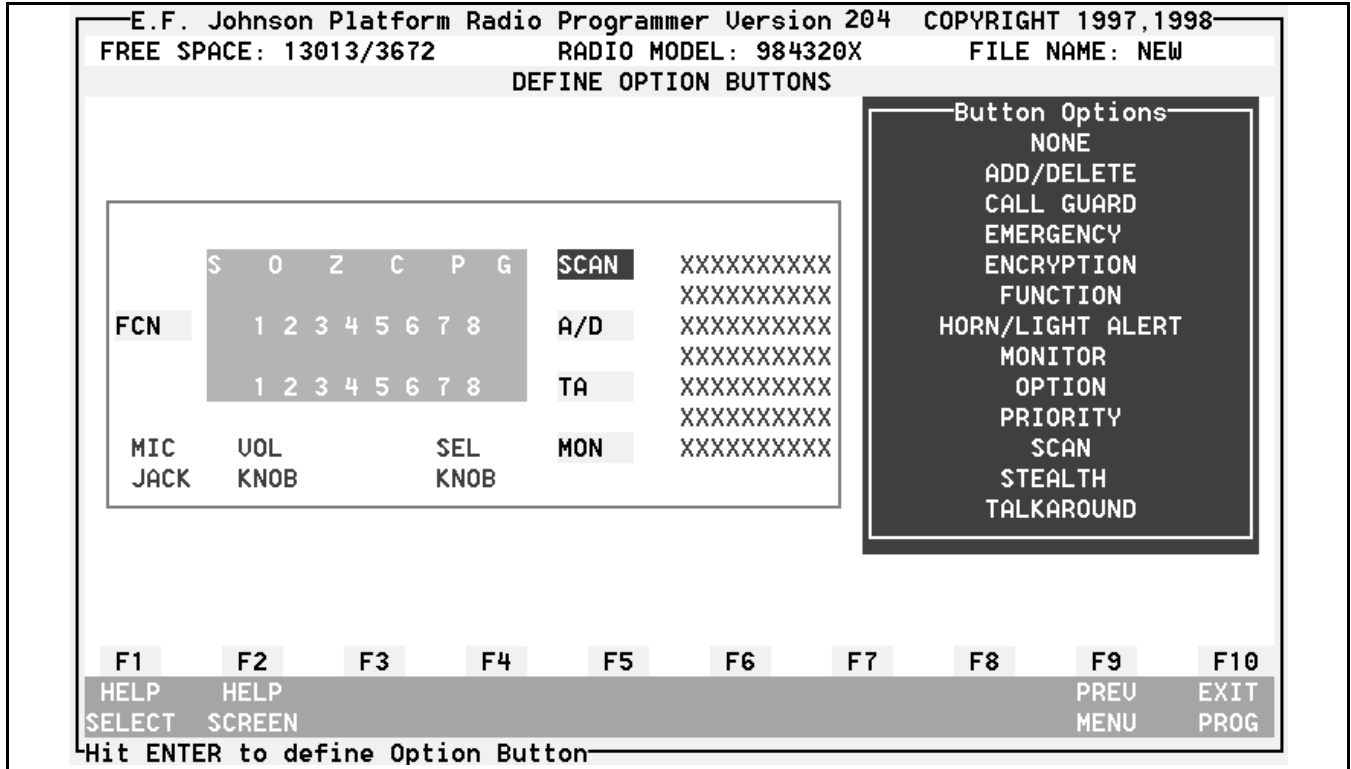 E.F. Johnson Platform Radio Programmer Version 204 COPYRIGHT 1997,1998
FREE SPACE: 13013/3672 RADIO MODEL: 984320X FILE NAME: NEW
DEFINE OPTION BUTTONS
S O Z C P G SCAN XXXXXXXXXX
XXXXXXXXXX
FCN 1 2 3 4 5 6 7 8 A/D XXXXXXXXXX
XXXXXXXXXX
1 2 3 4 5 6 7 8 TA XXXXXXXXXX
XXXXXXXXXX
MIC VOL SEL MON XXXXXXXXXX
JACK KNOB KNOB
Button Options
NONE
ADD/DELETE
CALL GUARD
EMERGENCY
ENCRYPTION
FUNCTION
HORN/LIGHT ALERT
MONITOR
OPTION
PRIORITY
SCAN
STEALTH
TALKAROUND
F1 F2 F3 F4 F5 F6 F7 F8 F9 F10
HELP HELP PREV EXIT
SELECT SCREEN MENU PROG
Hit ENTER to define Option Button